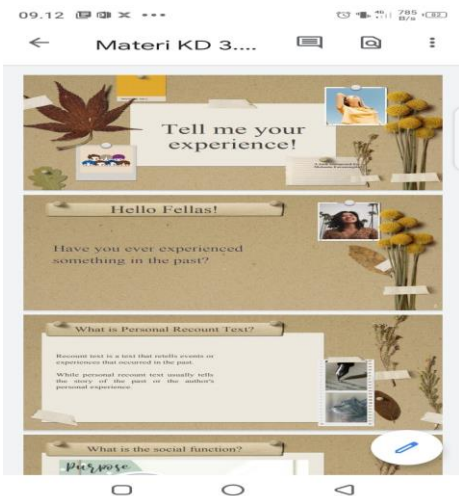 09.12
4G
785
B/s
92
Materi KD 3....
Tell me your
experience!
Hello Fellas!
Have you ever experienced
something in the past?
What is Personal Recount Text?
Recount text is a text that retells events or
experiences that occurred in the past.
While personal recount text usually tells
the story of the past or the author's
personal experience
What is the social function?
Purpose